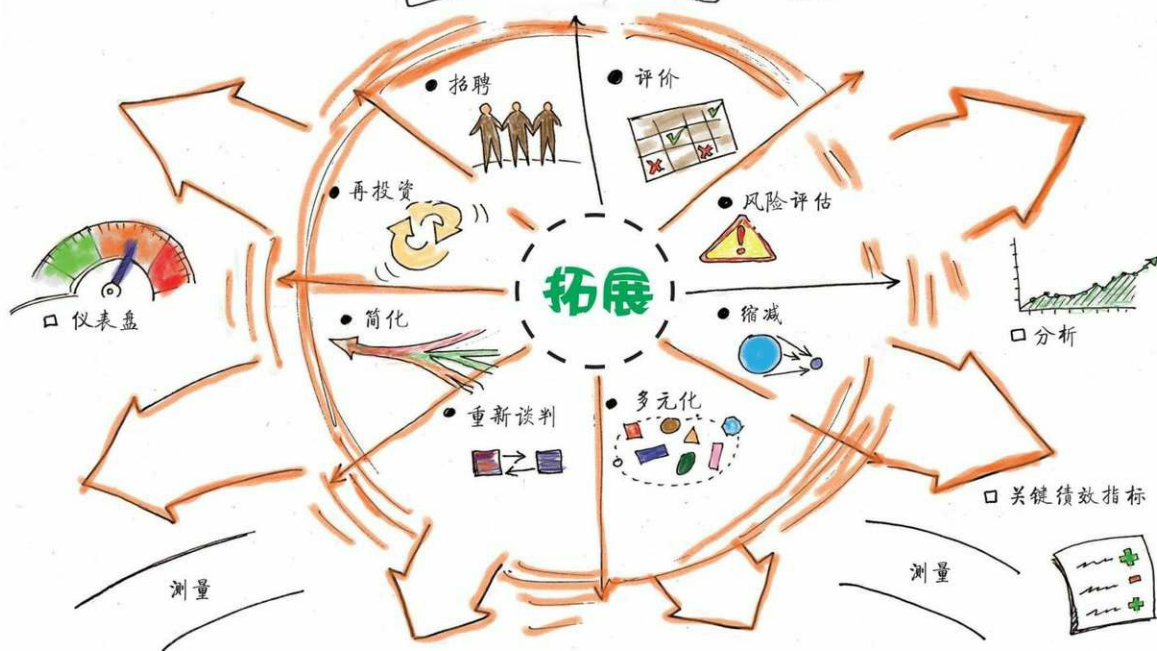 招聘
评价
再投资
风险评估
拓展
仪表盘
简化
缩减
分析
重新谈判
多元化
关键绩效指标
测量
测量